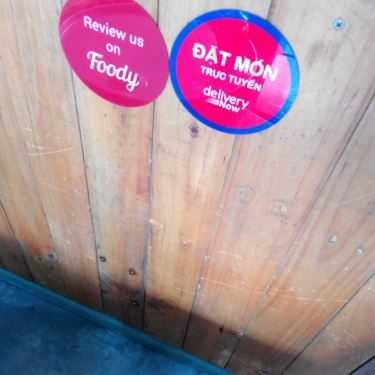 Review us
on
Foody
ĐẶT MÓN
TRỰC TUYẾN
delivery
Now